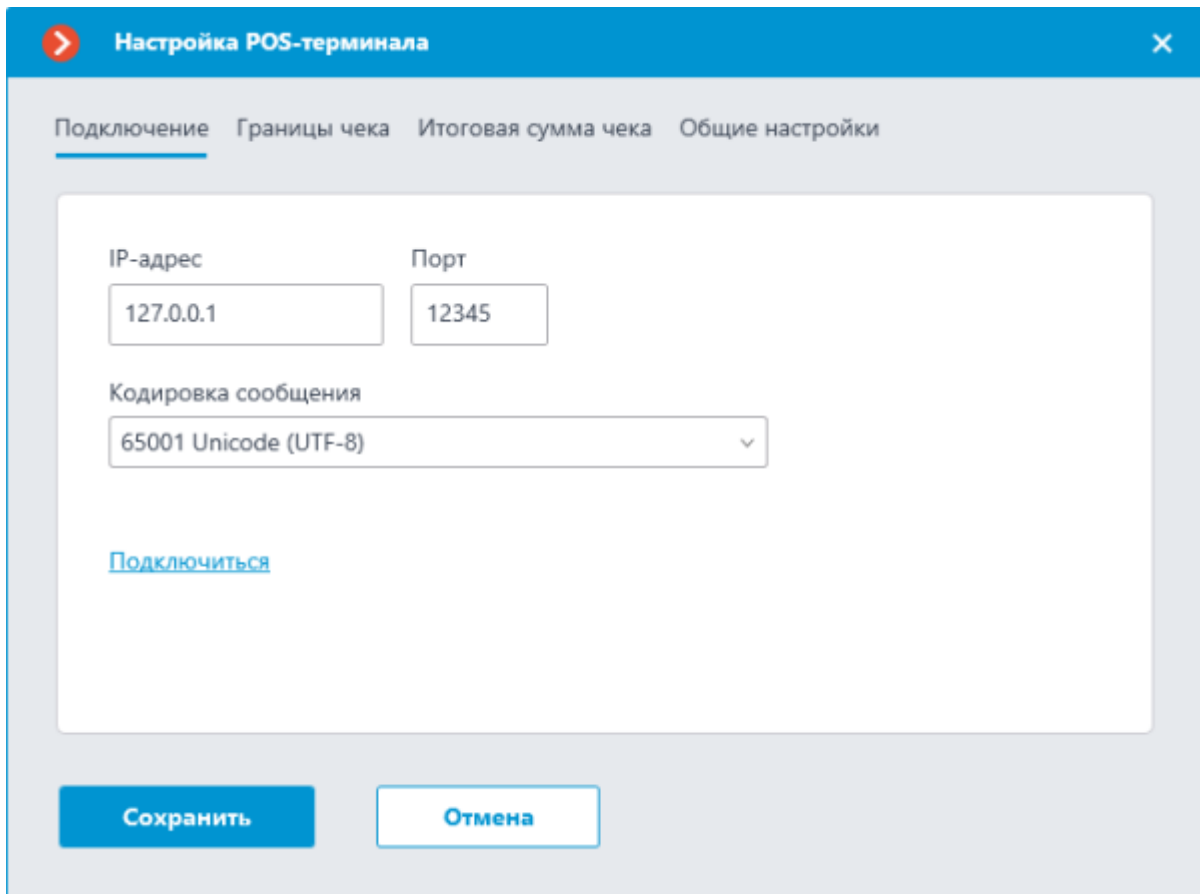 Настройка POS-терминала
Подключение Границы чека Итоговая сумма чека Общие настройки
IP-адрес Порт
127.0.0.1 12345
Кодировка сообщения
65001 Unicode (UTF-8)
Подключиться
Сохранить Отмена